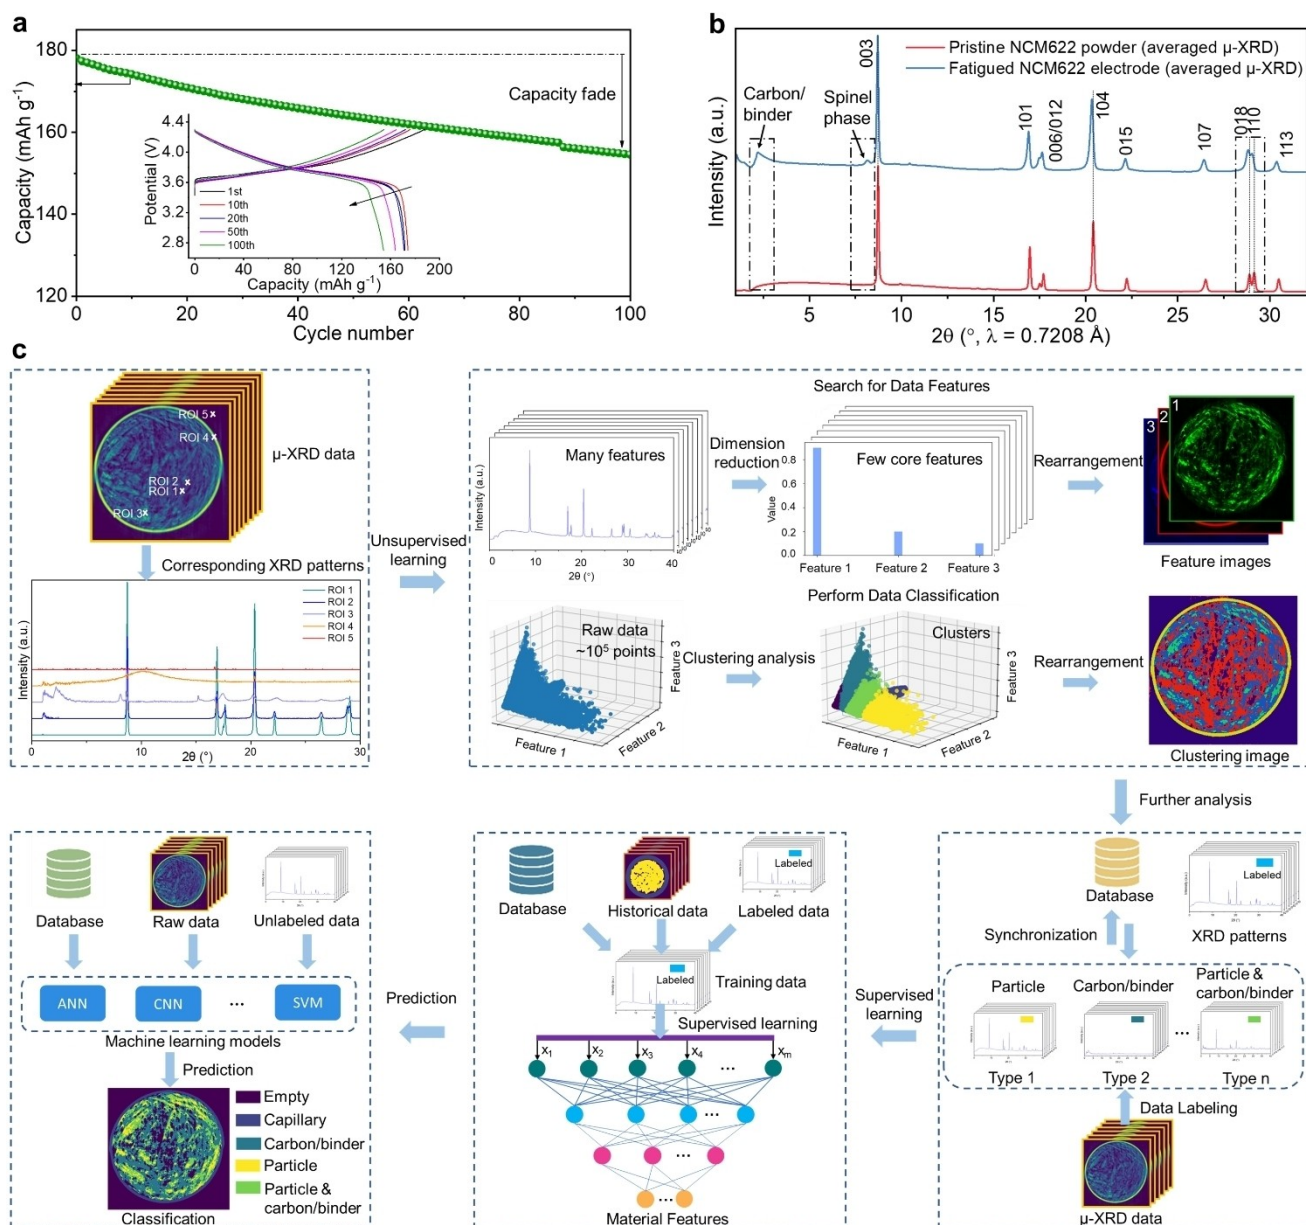 a
180
160
140
120
Capacity (mAh g-1)
Capacity fade
4.4
4.0
3.6
3.2
2.8
Potential (V)
1st
10th
20th
50th
100th
0 40 80 120 160 200
Capacity (mAh g-1)
0 20 40 60 80 100
Cycle number
b
Pristine NCM622 powder (averaged μ-XRD)
Fatigued NCM622 electrode (averaged μ-XRD)
Intensity (a.u.)
Carbon/
binder
Spinel
phase
003
101
006/012
104
015
107
018
110
113
5 10 15 20 25 30
2θ (°, λ = 0.7208 Å)
c
ROI 5
ROI 4
ROI 2
ROI 1
ROI 3
μ-XRD data
Corresponding XRD patterns
ROI 1
ROI 2
ROI 3
ROI 4
ROI 5
Intensity (a.u.)
0 10 20 30
2θ (°)
Unsupervised
learning
Search for Data Features
Many features
Intensity (a.u.)
0 10 20 30 40
2θ (°)
Dimension
reduction
Few core features
0.8
0.6
0.4
0.2
0.0
Value
Feature 1 Feature 2 Feature 3
Rearrangement
1
2
3
Feature images
Perform Data Classification
Raw data
~10⁵ points
Feature 1
Feature 2
Feature 3
Clustering analysis
Clusters
Feature 1
Feature 2
Feature 3
Rearrangement
Clustering image
Further analysis
Database
Labeled
XRD patterns
Synchronization
Particle
Carbon/binder
Particle &
carbon/binder
...
Type 1
Type 2
Type n
Data Labeling
μ-XRD data
Supervised
learning
Database
Historical data
Labeled
Labeled data
Labeled
Training data
Supervised learning
x1 x2 x3 x4 ... xm
...
...
...
Material Features
Prediction
Database
Raw data
Unlabeled data
ANN
CNN
...
SVM
Machine learning models
Prediction
Empty
Capillary
Carbon/binder
Particle
Particle &
carbon/binder
Classification